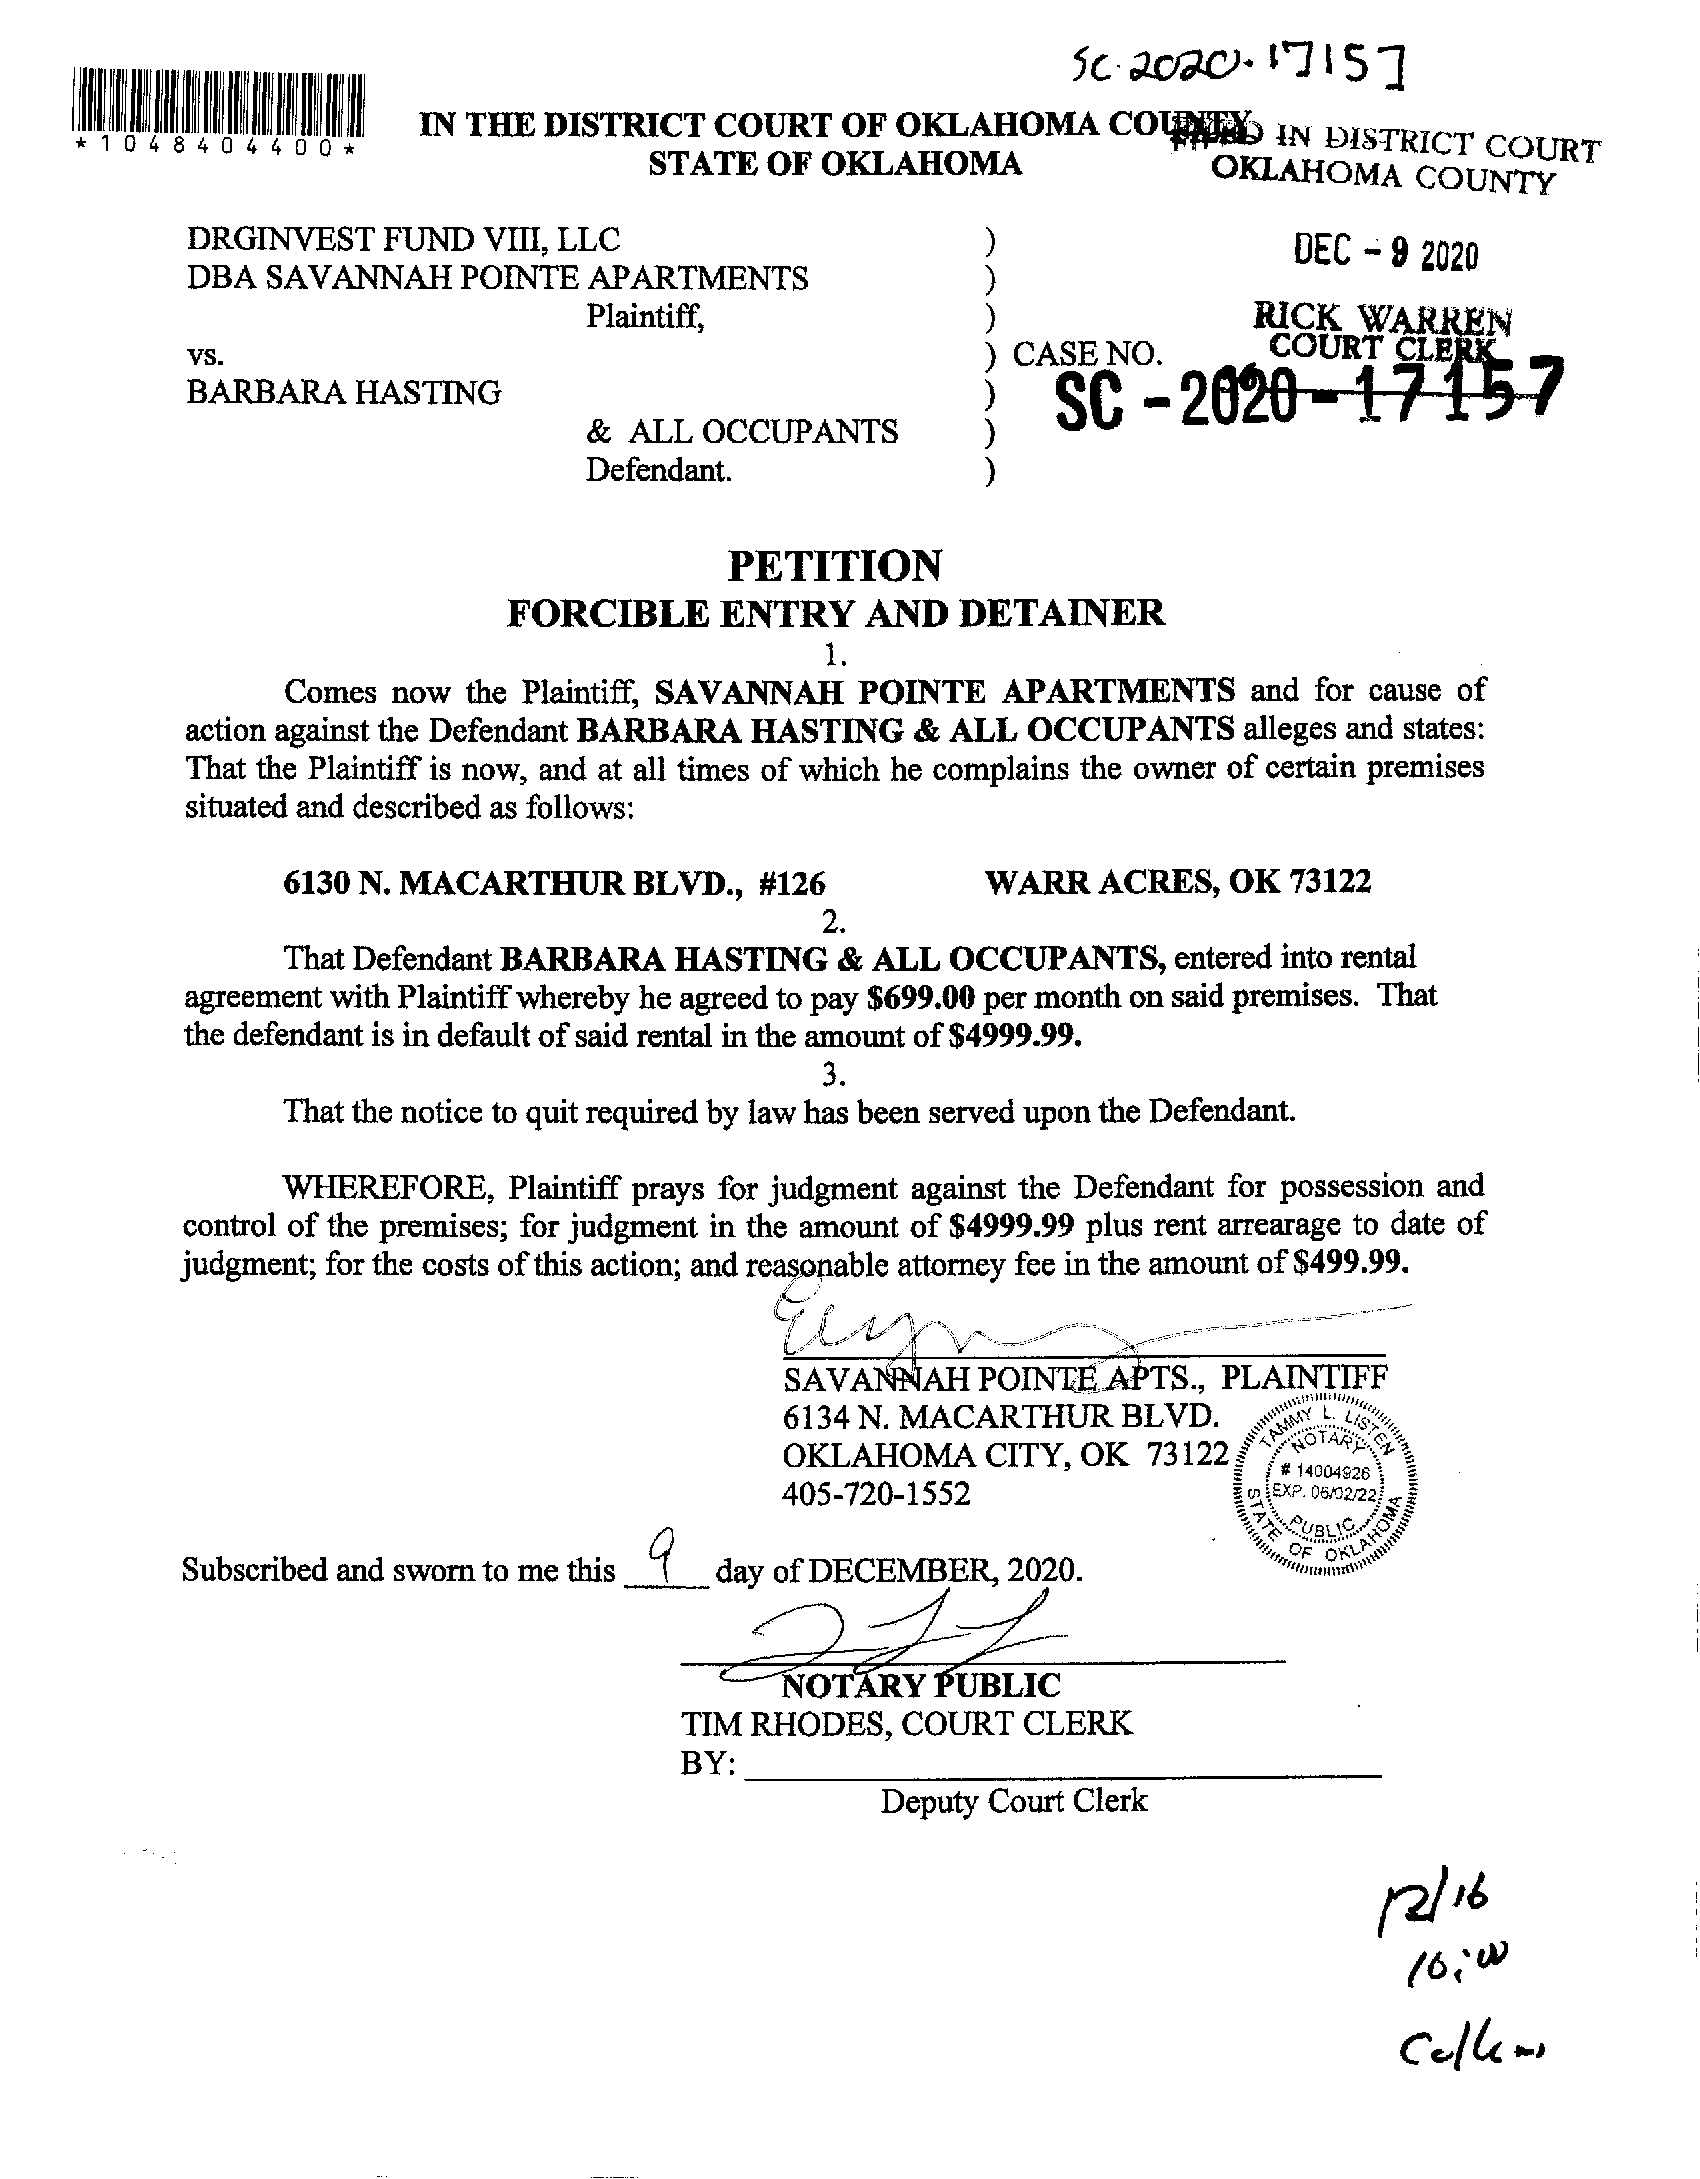 SC-2020-17157
*1048404400*
IN THE DISTRICT COURT OF OKLAHOMA COUNTY
STATE OF OKLAHOMA
FILED IN DISTRICT COURT
OKLAHOMA COUNTY
DEC - 9 2020
RICK WARREN
COURT CLERK
DRGINVEST FUND VIII, LLC )
DBA SAVANNAH POINTE APARTMENTS )
Plaintiff, )
vs. ) CASE NO.
SC - 2020 - 17157
BARBARA HASTING )
& ALL OCCUPANTS )
Defendant. )
PETITION
FORCIBLE ENTRY AND DETAINER
1.
Comes now the Plaintiff, SAVANNAH POINTE APARTMENTS and for cause of
action against the Defendant BARBARA HASTING & ALL OCCUPANTS alleges and states:
That the Plaintiff is now, and at all times of which he complains the owner of certain premises
situated and described as follows:
6130 N. MACARTHUR BLVD., #126 WARR ACRES, OK 73122
2.
That Defendant BARBARA HASTING & ALL OCCUPANTS, entered into rental
agreement with Plaintiff whereby he agreed to pay $699.00 per month on said premises. That
the defendant is in default of said rental in the amount of $4999.99.
3.
That the notice to quit required by law has been served upon the Defendant.
WHEREFORE, Plaintiff prays for judgment against the Defendant for possession and
control of the premises; for judgment in the amount of $4999.99 plus rent arrearage to date of
judgment; for the costs of this action; and reasonable attorney fee in the amount of $499.99.
SAVANNAH POINTE APTS., PLAINTIFF
6134 N. MACARTHUR BLVD.
OKLAHOMA CITY, OK 73122
405-720-1552
TAMMY L. LISTEN
NOTARY
# 14004926
EXP. 06/02/22
PUBLIC
STATE OF OKLAHOMA
Subscribed and sworn to me this 9 day of DECEMBER, 2020.
NOTARY PUBLIC
TIM RHODES, COURT CLERK
BY:
Deputy Court Clerk
12/16
10:00